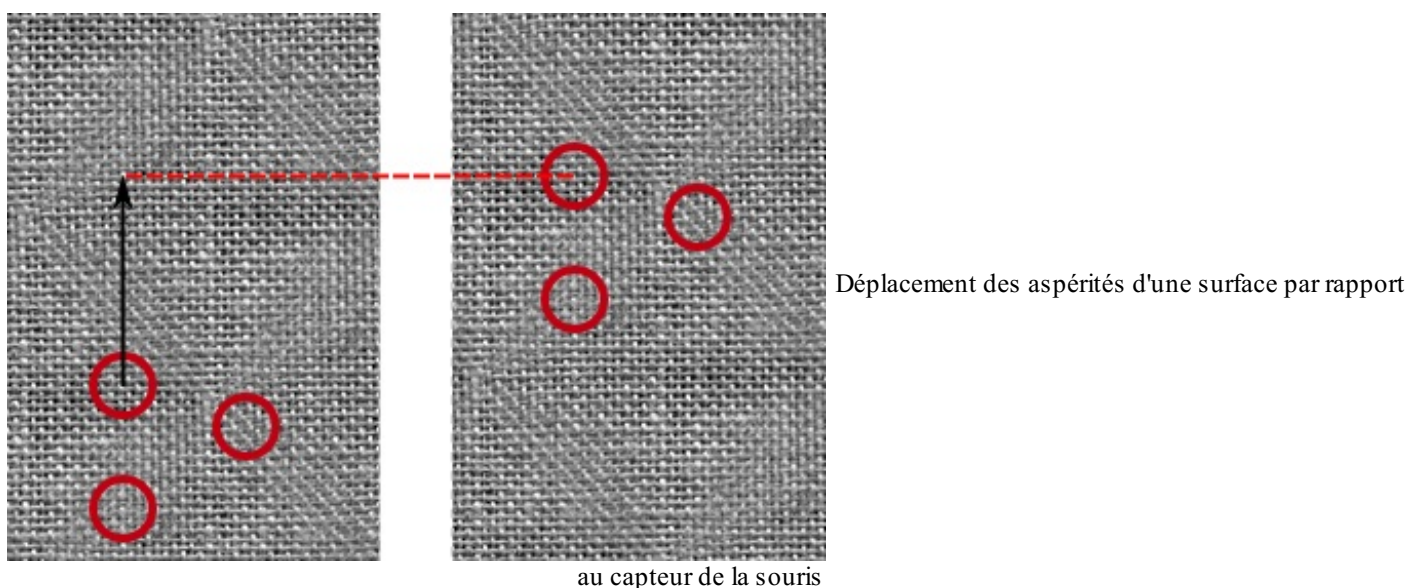 Déplacement des aspérités d'une surface par rapport
au capteur de la souris